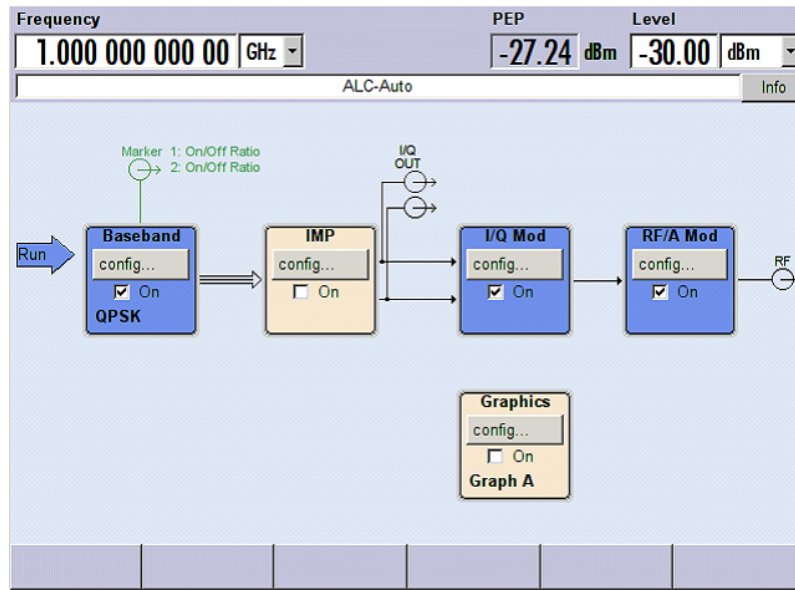 Frequency PEP Level
1.000 000 000 00 GHz -27.24 dBm -30.00 dBm
ALC-Auto Info
Marker 1: On/Off Ratio
2: On/Off Ratio
I/Q
OUT
Run
Baseband
config...
On
QPSK
IMP
config...
On
I/Q Mod
config...
On
RF/A Mod
config...
On
RF
Graphics
config...
On
Graph A